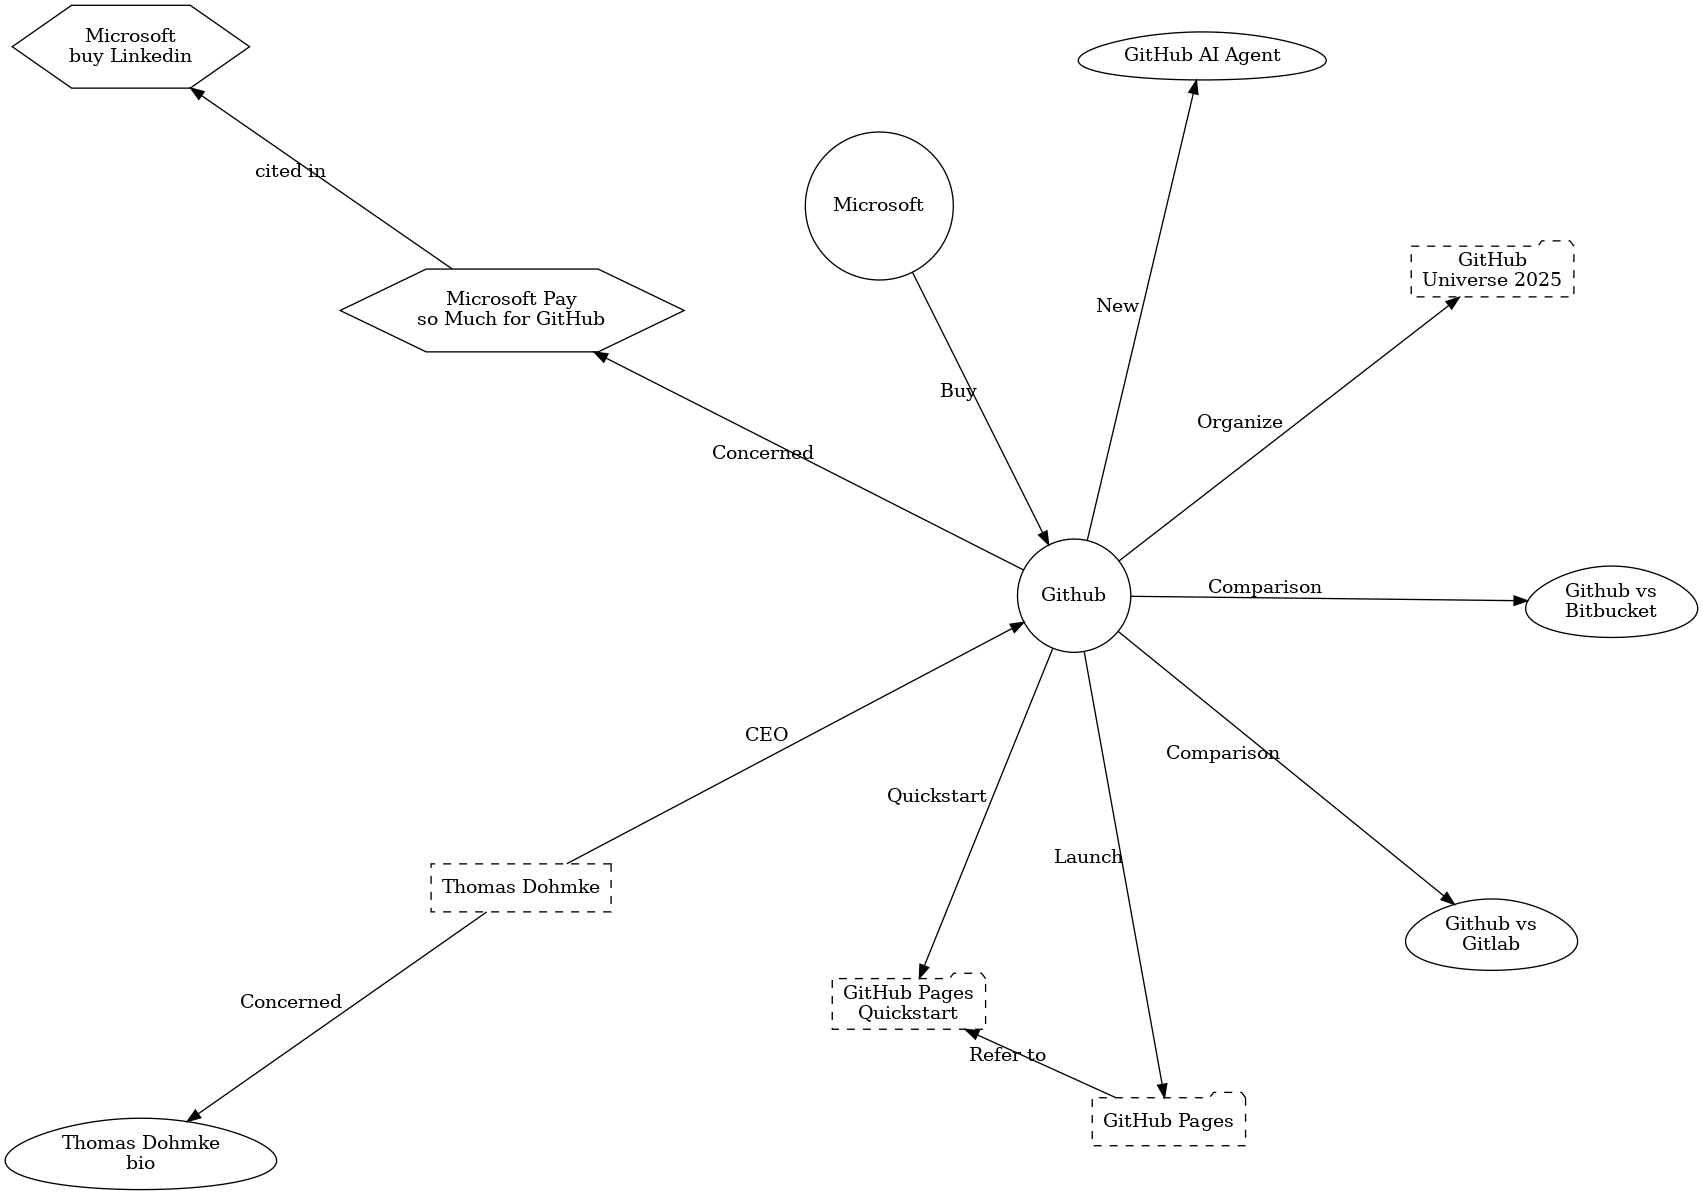 Microsoft
buy Linkedin
GitHub AI Agent
cited in
Microsoft
GitHub
Universe 2025
Microsoft Pay
so Much for GitHub
New
Buy
Organize
Concerned
Github
Comparison
Github vs
Bitbucket
CEO
Comparison
Quickstart
Launch
Thomas Dohmke
Github vs
Gitlab
Concerned
GitHub Pages
Quickstart
Refer to
GitHub Pages
Thomas Dohmke
bio